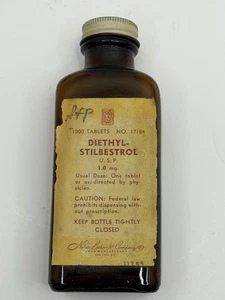 1000 TABLETS NO.
DIETHYL-
STILBESTROL
U.S.P.
1.0 mg.
Usual Dose: One tablet
or as directed by phy-
sician.
CAUTION: Federal law
prohibits dispensing with-
out prescription.
KEEP BOTTLE TIGHTLY
CLOSED